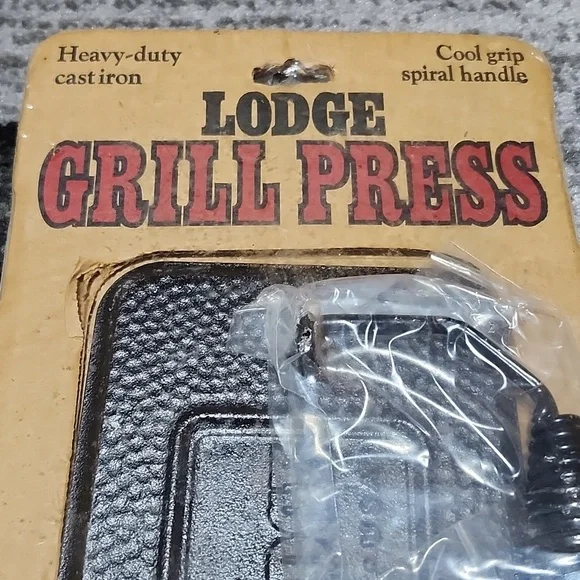 Heavy-duty
cast iron
Cool grip
spiral handle
LODGE
GRILL PRESS